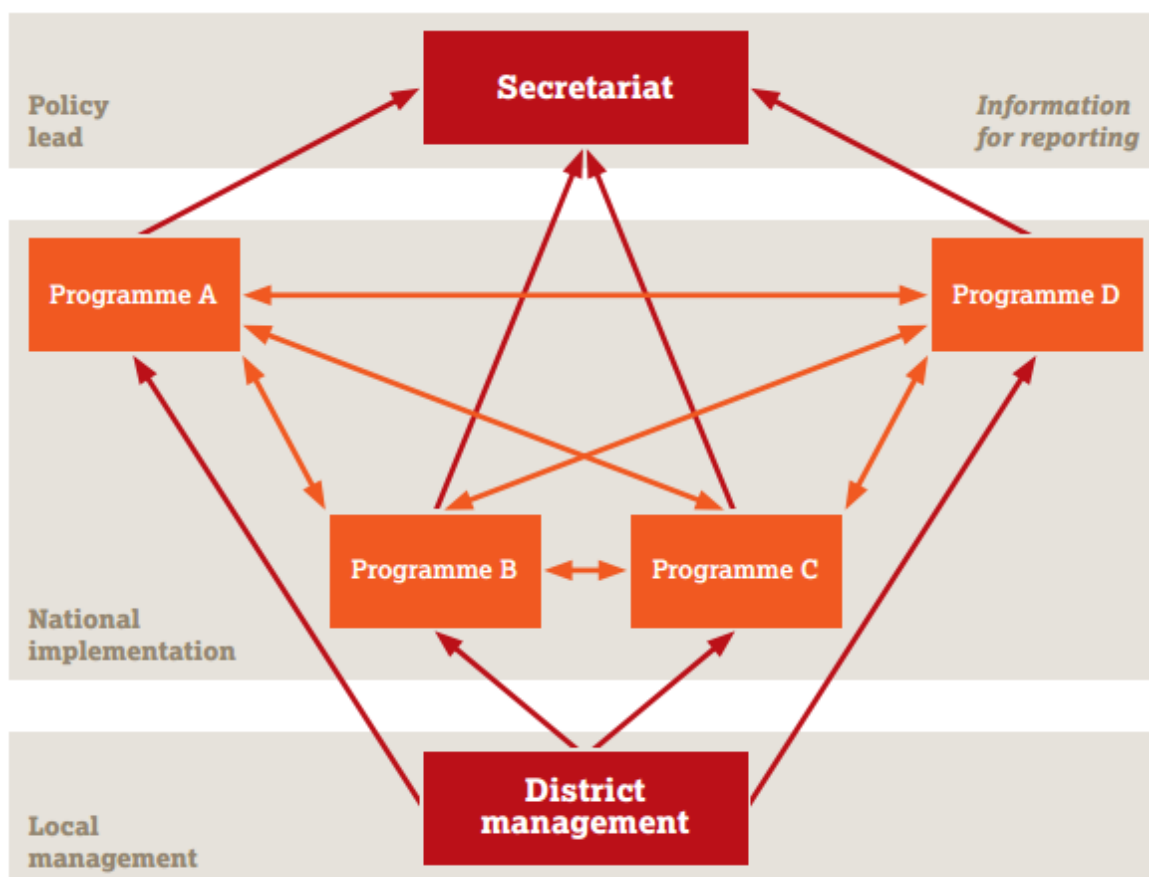 Secretariat
Policy
lead
Information
for reporting
Programme A
Programme D
Programme B
Programme C
National
implementation
District
management
Local
management